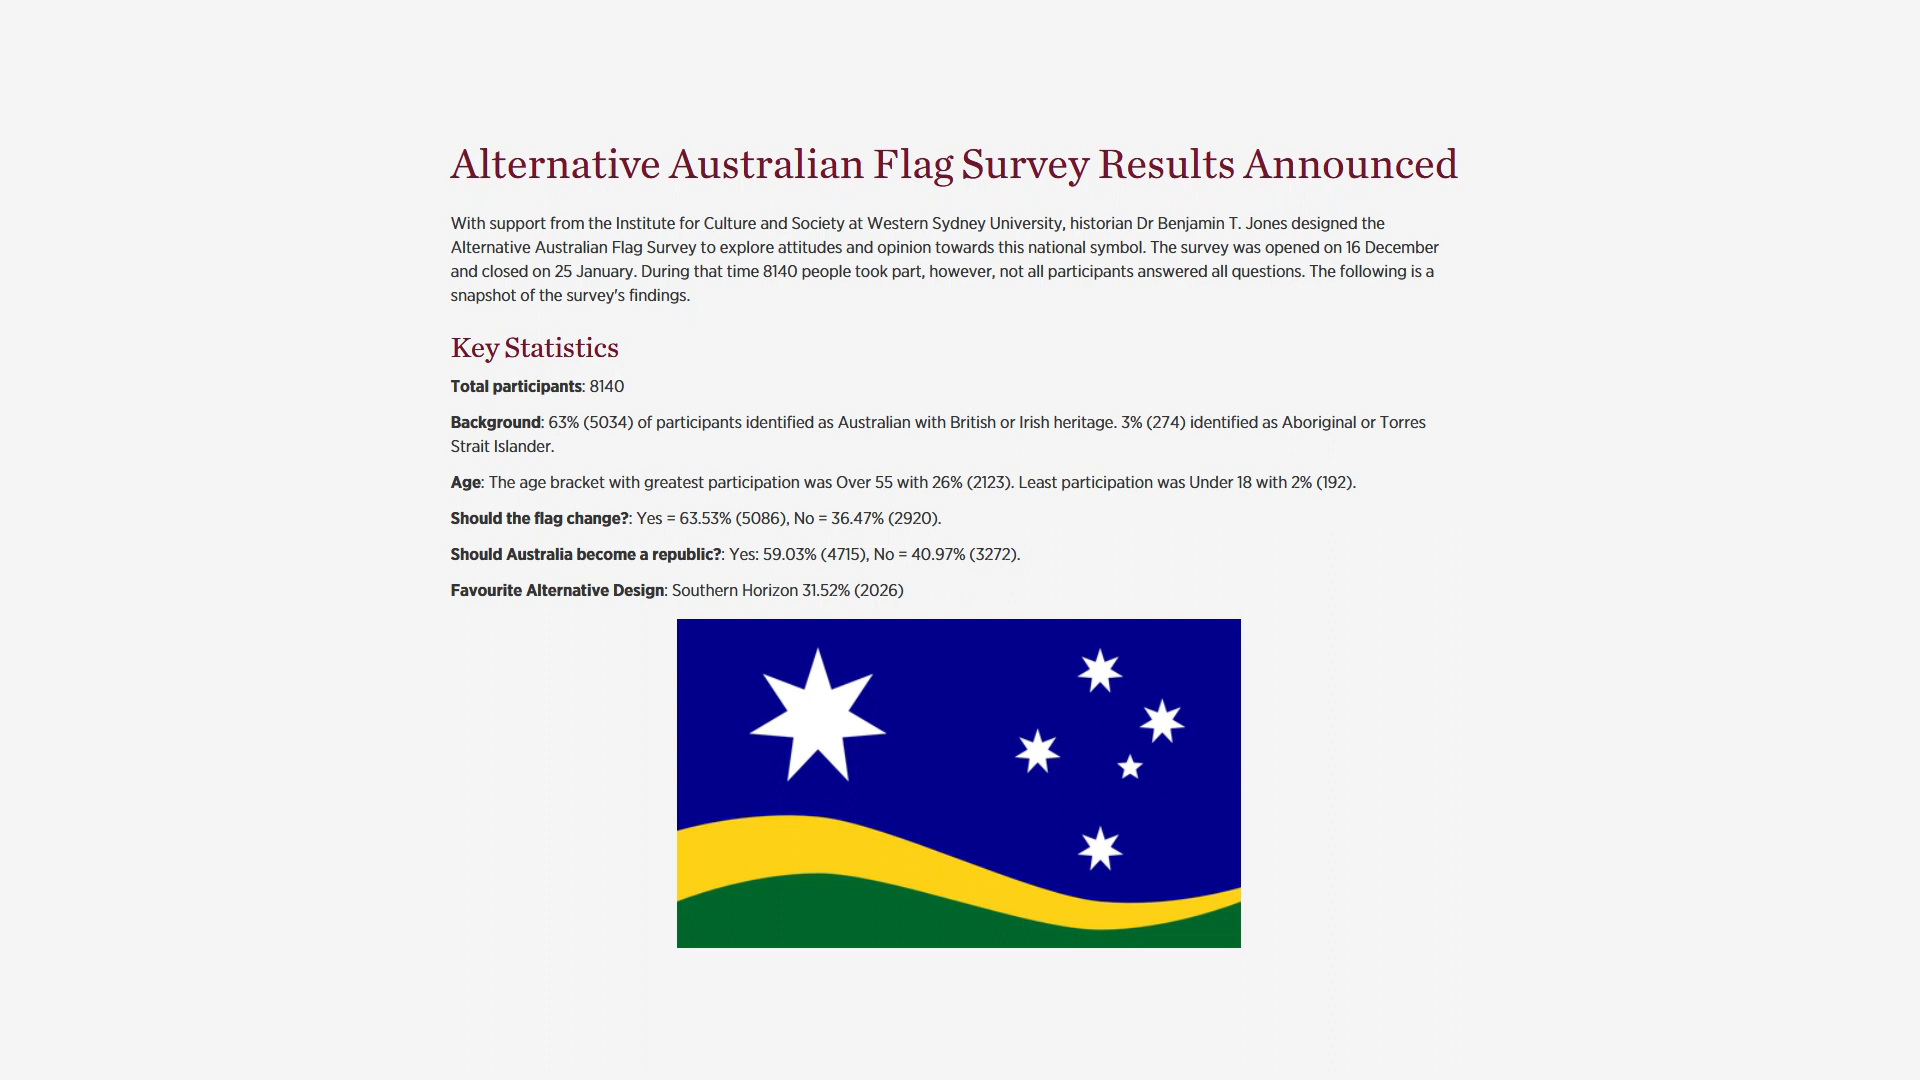 Alternative Australian Flag Survey Results Announced
With support from the Institute for Culture and Society at Western Sydney University, historian Dr Benjamin T. Jones designed the
Alternative Australian Flag Survey to explore attitudes and opinion towards this national symbol. The survey was opened on 16 December
and closed on 25 January. During that time 8140 people took part, however, not all participants answered all questions. The following is a
snapshot of the survey's findings.
Key Statistics
Total participants: 8140
Background: 63% (5034) of participants identified as Australian with British or Irish heritage. 3% (274) identified as Aboriginal or Torres
Strait Islander.
Age: The age bracket with greatest participation was Over 55 with 26% (2123). Least participation was Under 18 with 2% (192).
Should the flag change?: Yes = 63.53% (5086), No = 36.47% (2920).
Should Australia become a republic?: Yes: 59.03% (4715), No = 40.97% (3272).
Favourite Alternative Design: Southern Horizon 31.52% (2026)